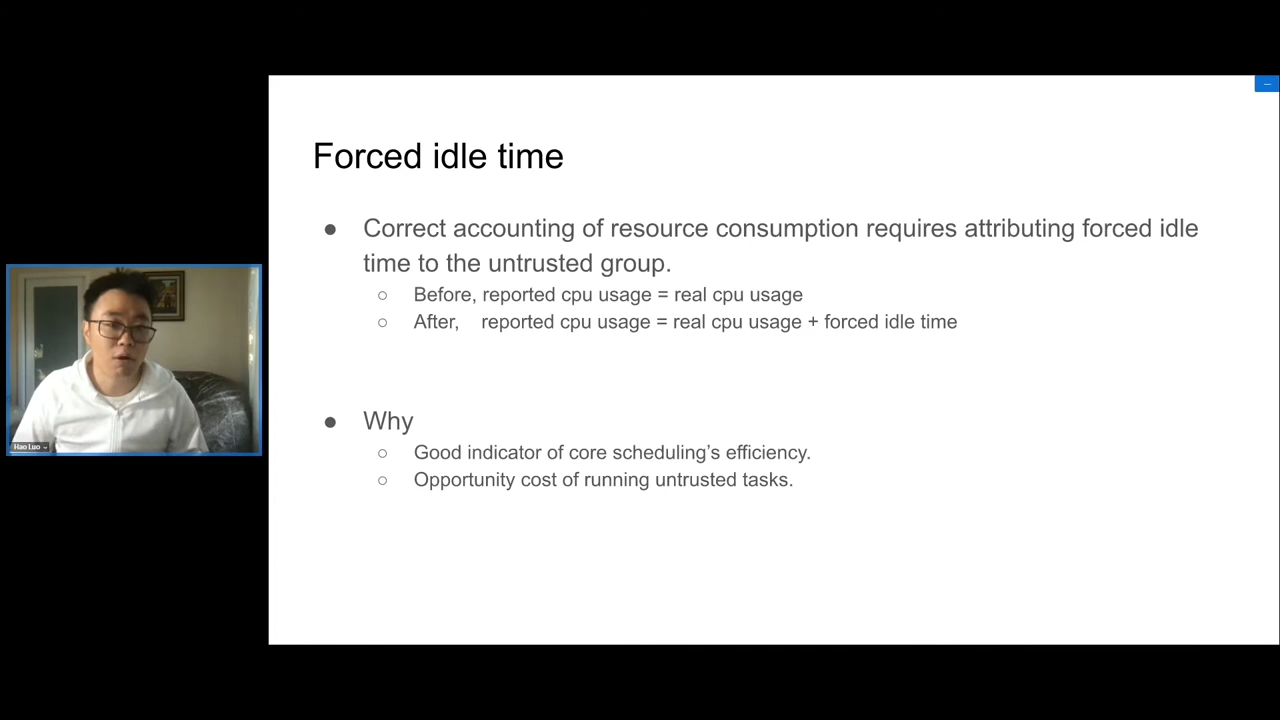 Forced idle time
● Correct accounting of resource consumption requires attributing forced idle
time to the untrusted group.
○ Before, reported cpu usage = real cpu usage
○ After, reported cpu usage = real cpu usage + forced idle time
● Why
○ Good indicator of core scheduling’s efficiency.
○ Opportunity cost of running untrusted tasks.
Hao Luo